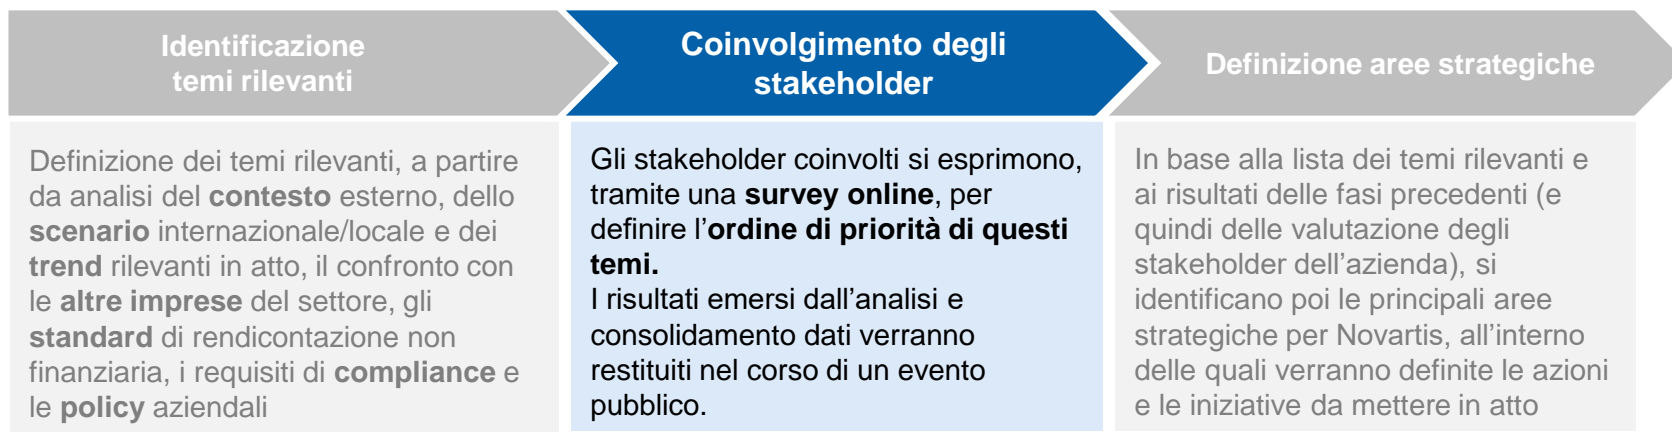 Identificazione
temi rilevanti
Definizione dei temi rilevanti, a partire
da analisi del contesto esterno, dello
scenario internazionale/locale e dei
trend rilevanti in atto, il confronto con
le altre imprese del settore, gli
standard di rendicontazione non
finanziaria, i requisiti di compliance e
le policy aziendali
Coinvolgimento degli
stakeholder
Gli stakeholder coinvolti si esprimono,
tramite una survey online, per
definire l’ordine di priorità di questi
temi.
I risultati emersi dall’analisi e
consolidamento dati verranno
restituiti nel corso di un evento
pubblico.
Definizione aree strategiche
In base alla lista dei temi rilevanti e
ai risultati delle fasi precedenti (e
quindi delle valutazione degli
stakeholder dell’azienda), si
identificano poi le principali aree
strategiche per Novartis, all’interno
delle quali verranno definite le azioni
e le iniziative da mettere in atto